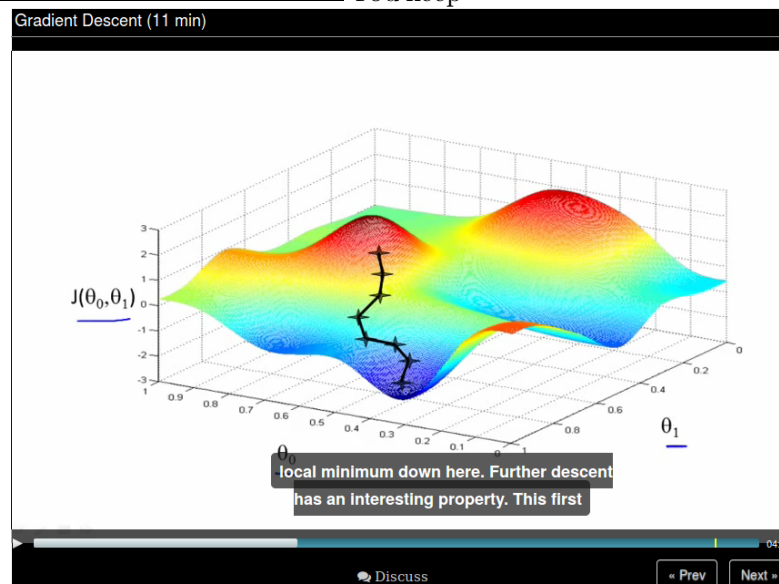 Gradient Descent (11 min)
3
2
1
0
-1
-2
-3
J(θ₀,θ₁)
1
0.9
0.8
0.7
0.6
0.5
0.4
0.3
0.2
0.1
0
θ₀
1
0.8
0.6
0.4
0.2
0
θ₁
local minimum down here. Further descent
has an interesting property. This first
04:
Discuss
« Prev
Next »